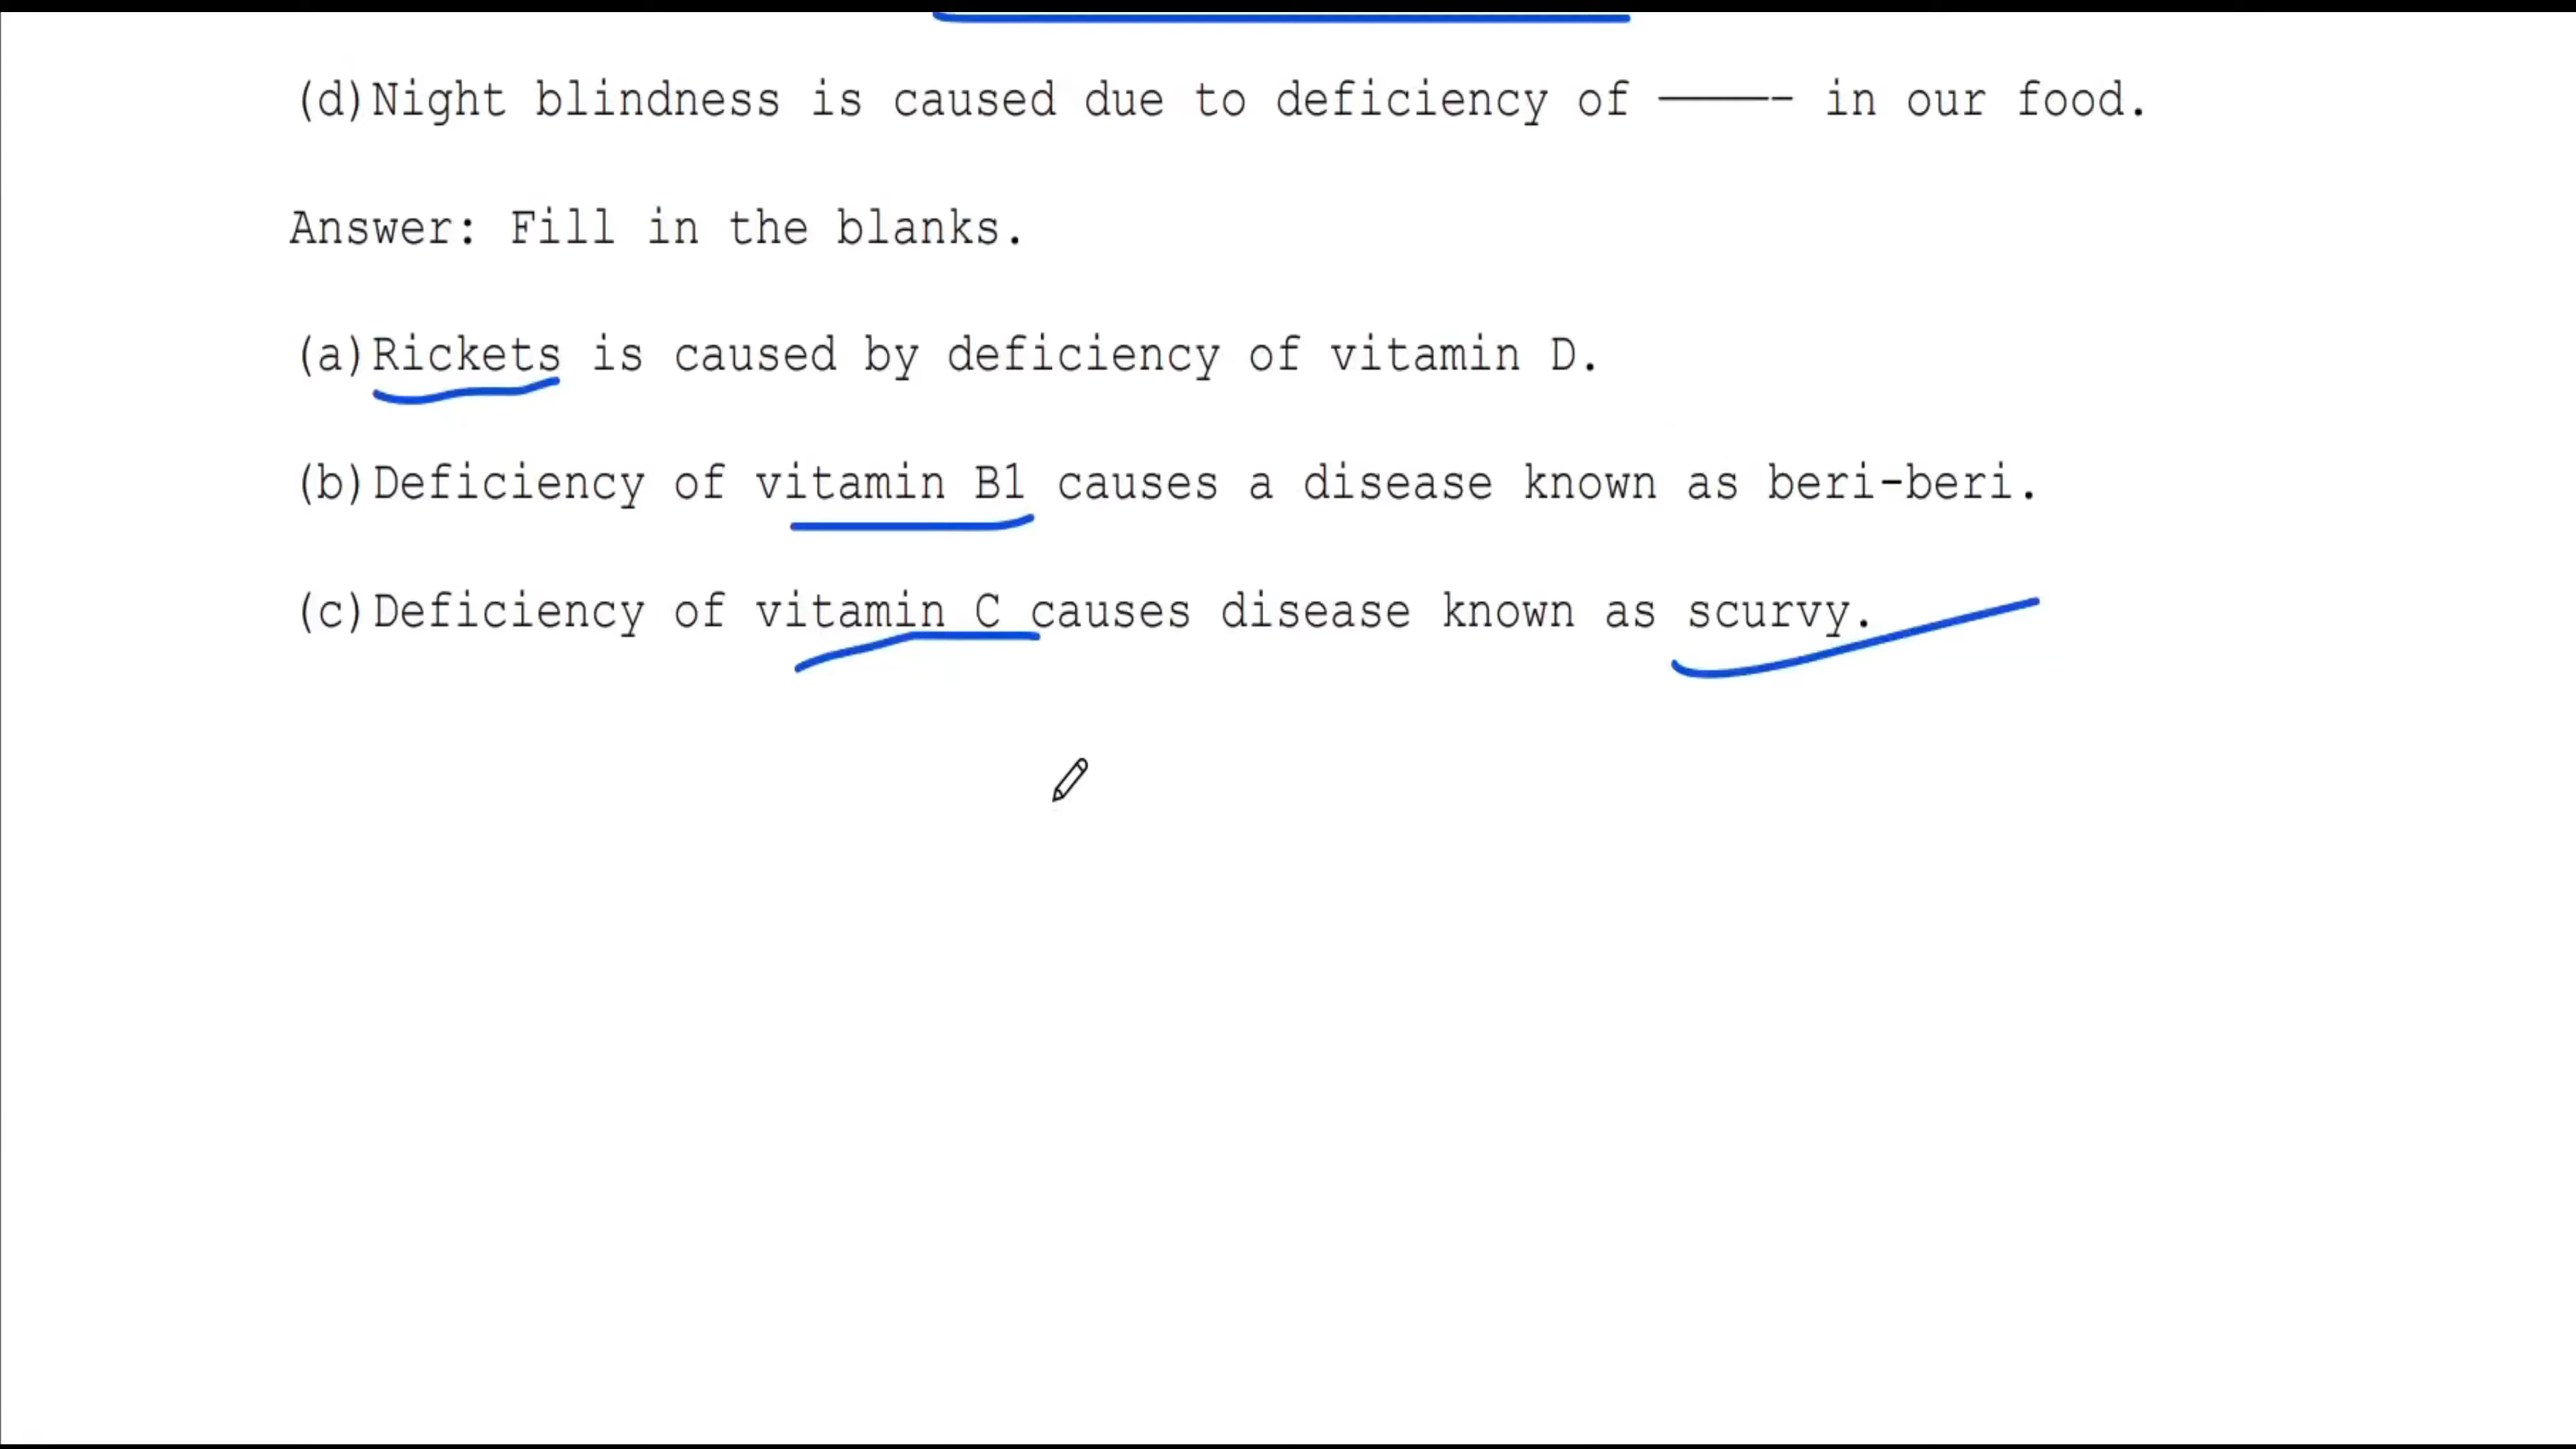 (d)Night blindness is caused due to deficiency of ————- in our food.
Answer: Fill in the blanks.
(a)Rickets is caused by deficiency of vitamin D.
(b)Deficiency of vitamin B1 causes a disease known as beri-beri.
(c)Deficiency of vitamin C causes disease known as scurvy.